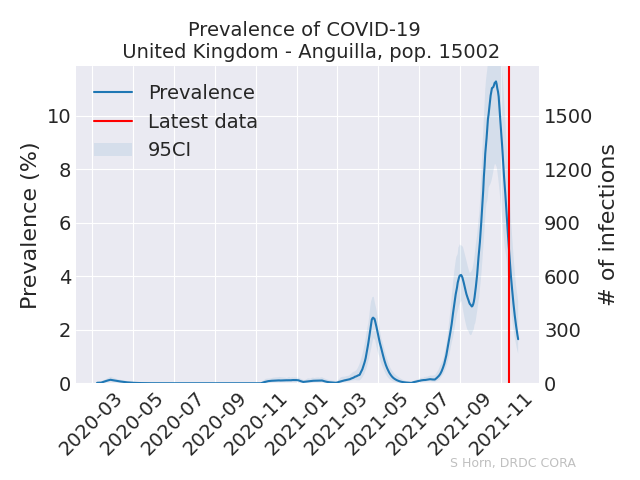 Prevalence of COVID-19
United Kingdom - Anguilla, pop. 15002
Prevalence
Latest data
95CI
Prevalence (%)
0
2
4
6
8
10
# of infections
0
300
600
900
1200
1500
2020-03
2020-05
2020-07
2020-09
2020-11
2021-01
2021-03
2021-05
2021-07
2021-09
2021-11
S Horn, DRDC CORA